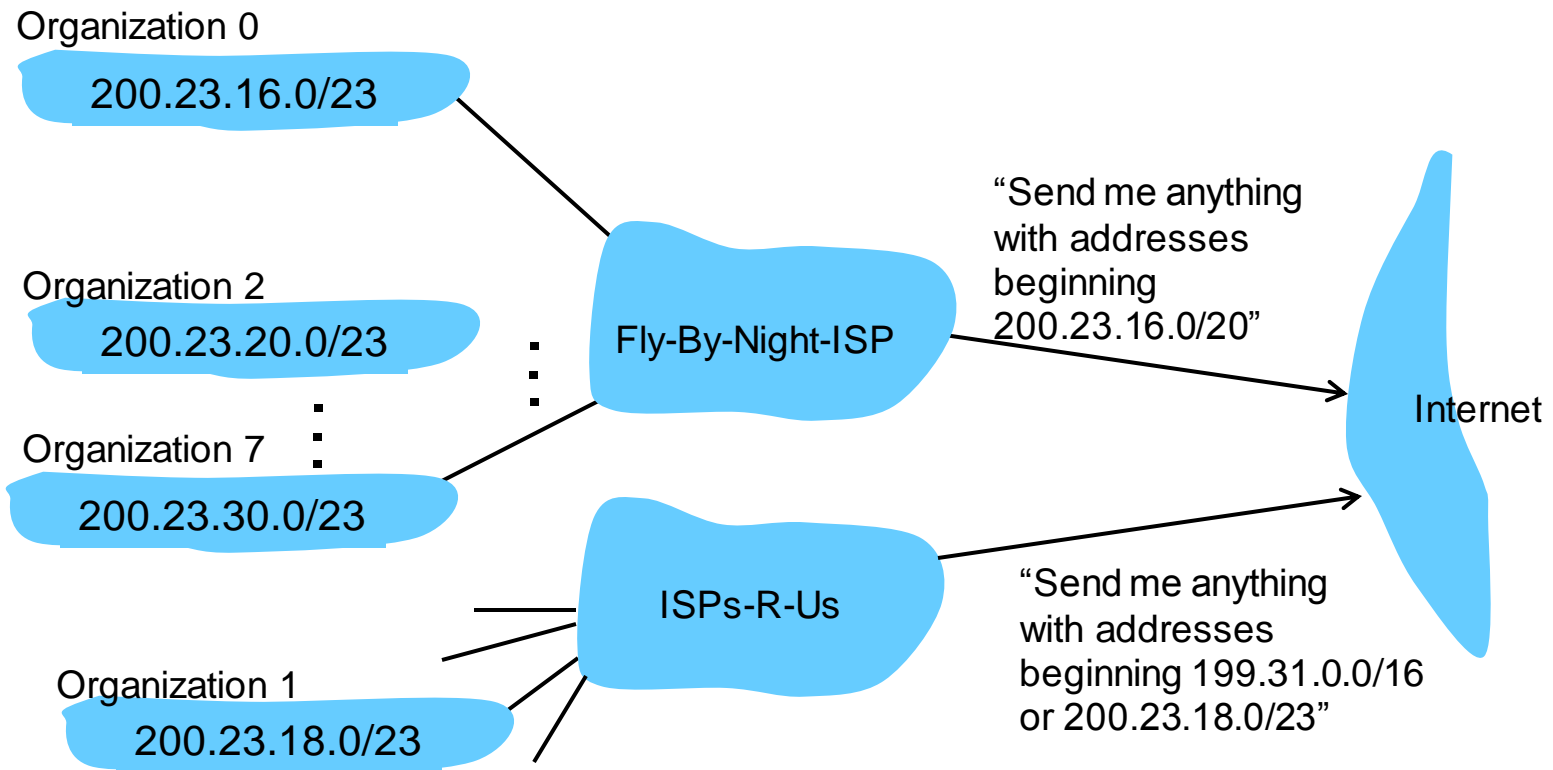 Organization 0
200.23.16.0/23
Organization 2
200.23.20.0/23
Organization 7
200.23.30.0/23
Fly-By-Night-ISP
“Send me anything
with addresses
beginning
200.23.16.0/20”
Internet
ISPs-R-Us
Organization 1
200.23.18.0/23
“Send me anything
with addresses
beginning 199.31.0.0/16
or 200.23.18.0/23”